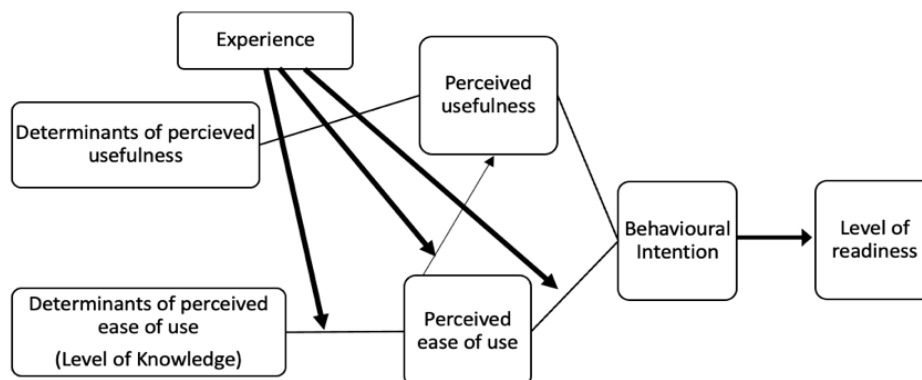 Experience
Perceived
usefulness
Determinants of percieved
usefulness
Behavioural
Intention
Level of
readiness
Determinants of perceived
ease of use
(Level of Knowledge)
Perceived
ease of use